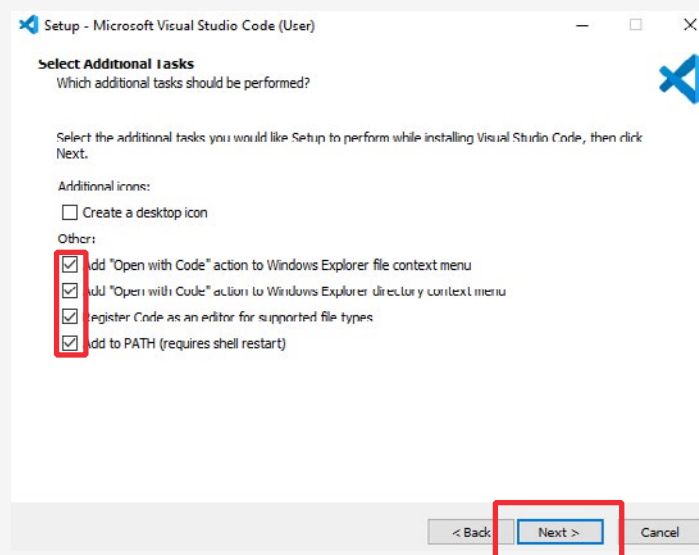 Setup - Microsoft Visual Studio Code (User)
Select Additional Tasks
Which additional tasks should be performed?
Select the additional tasks you would like Setup to perform while installing Visual Studio Code, then click
Next.
Additional icons:
Create a desktop icon
Other:
Add "Open with Code" action to Windows Explorer file context menu
Add "Open with Code" action to Windows Explorer directory context menu
Register Code as an editor for supported file types
Add to PATH (requires shell restart)
< Back
Next >
Cancel